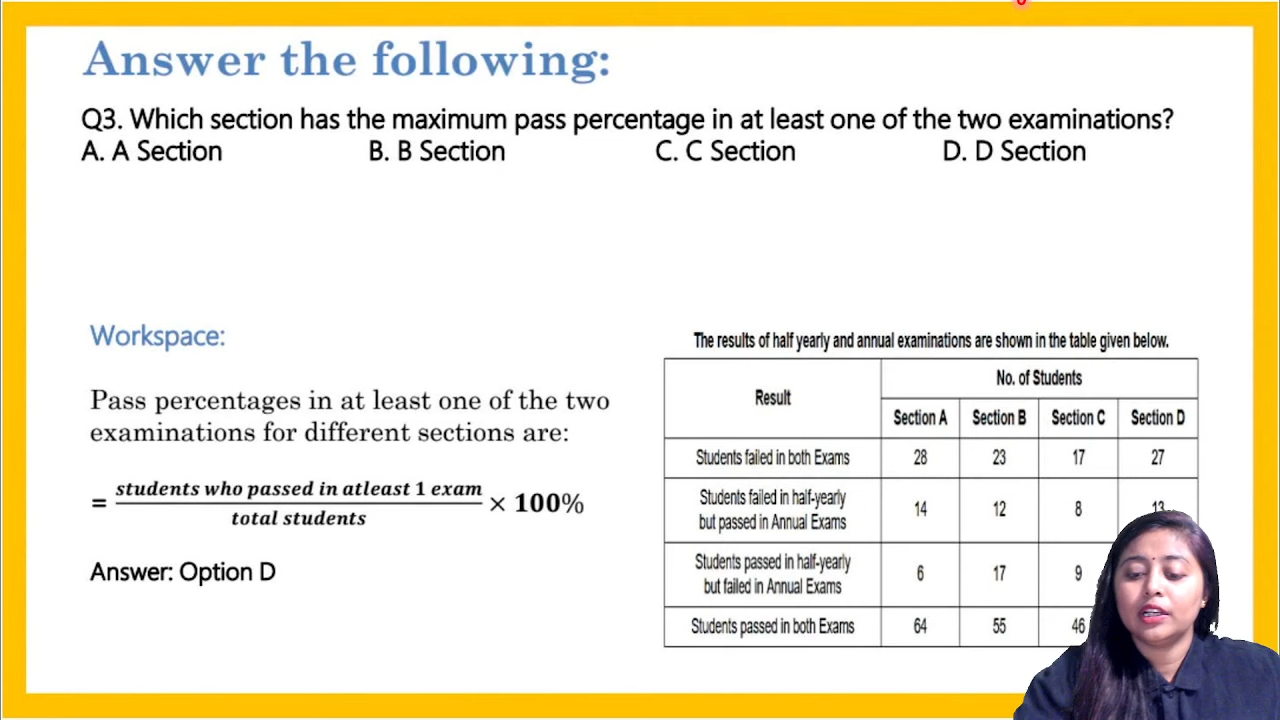 Answer the following:
Q3. Which section has the maximum pass percentage in at least one of the two examinations?
A. A Section B. B Section C. C Section D. D Section
Workspace:
Pass percentages in at least one of the two
examinations for different sections are:
= students who passed in atleast 1 exam / total students × 100%
Answer: Option D
The results of half yearly and annual examinations are shown in the table given below.
Result No. of Students
Section A Section B Section C Section D
Students failed in both Exams 28 23 17 27
Students failed in half-yearly
but passed in Annual Exams 14 12 8 13
Students passed in half-yearly
but failed in Annual Exams 6 17 9
Students passed in both Exams 64 55 46